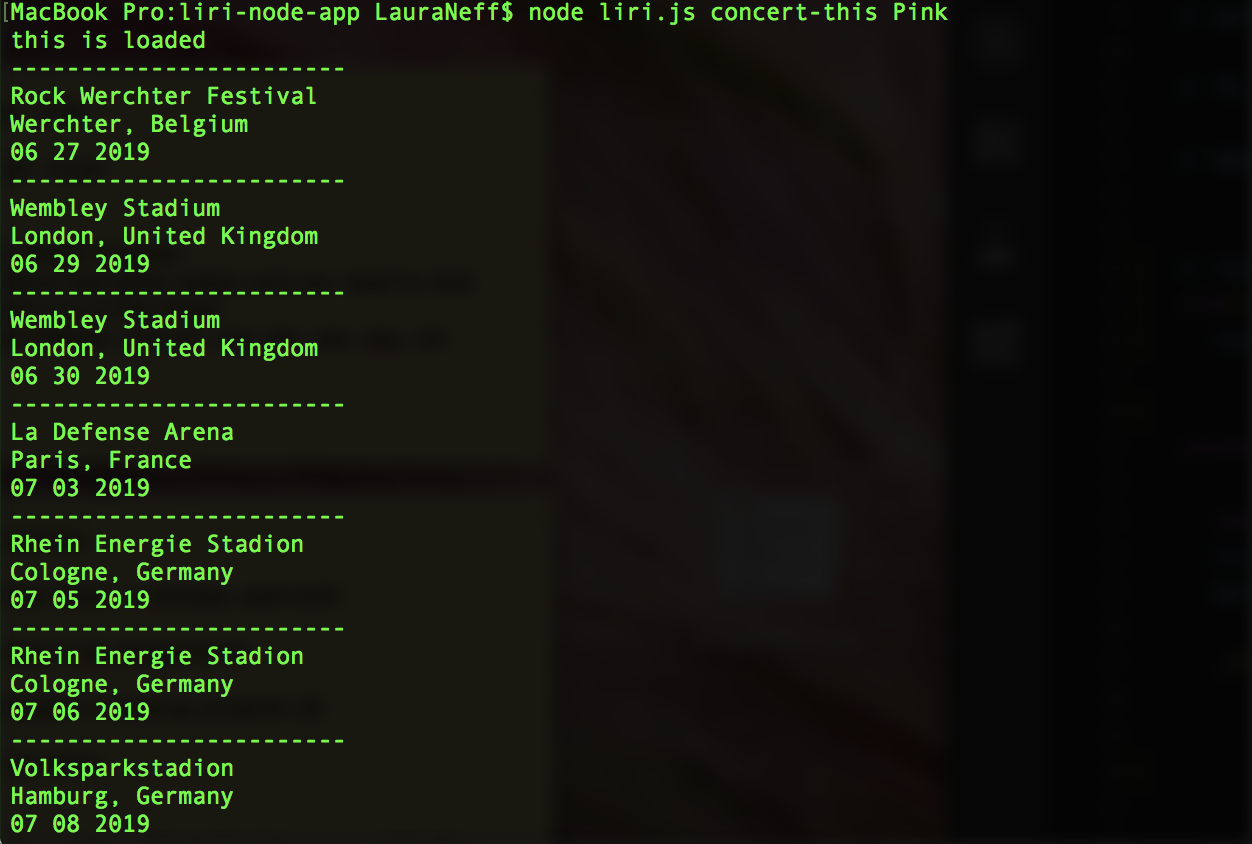 [MacBook Pro:liri-node-app LauraNeff$ node liri.js concert-this Pink
this is loaded
------------------------
Rock Werchter Festival
Werchter, Belgium
06 27 2019
------------------------
Wembley Stadium
London, United Kingdom
06 29 2019
------------------------
Wembley Stadium
London, United Kingdom
06 30 2019
------------------------
La Defense Arena
Paris, France
07 03 2019
------------------------
Rhein Energie Stadion
Cologne, Germany
07 05 2019
------------------------
Rhein Energie Stadion
Cologne, Germany
07 06 2019
------------------------
Volksparkstadion
Hamburg, Germany
07 08 2019